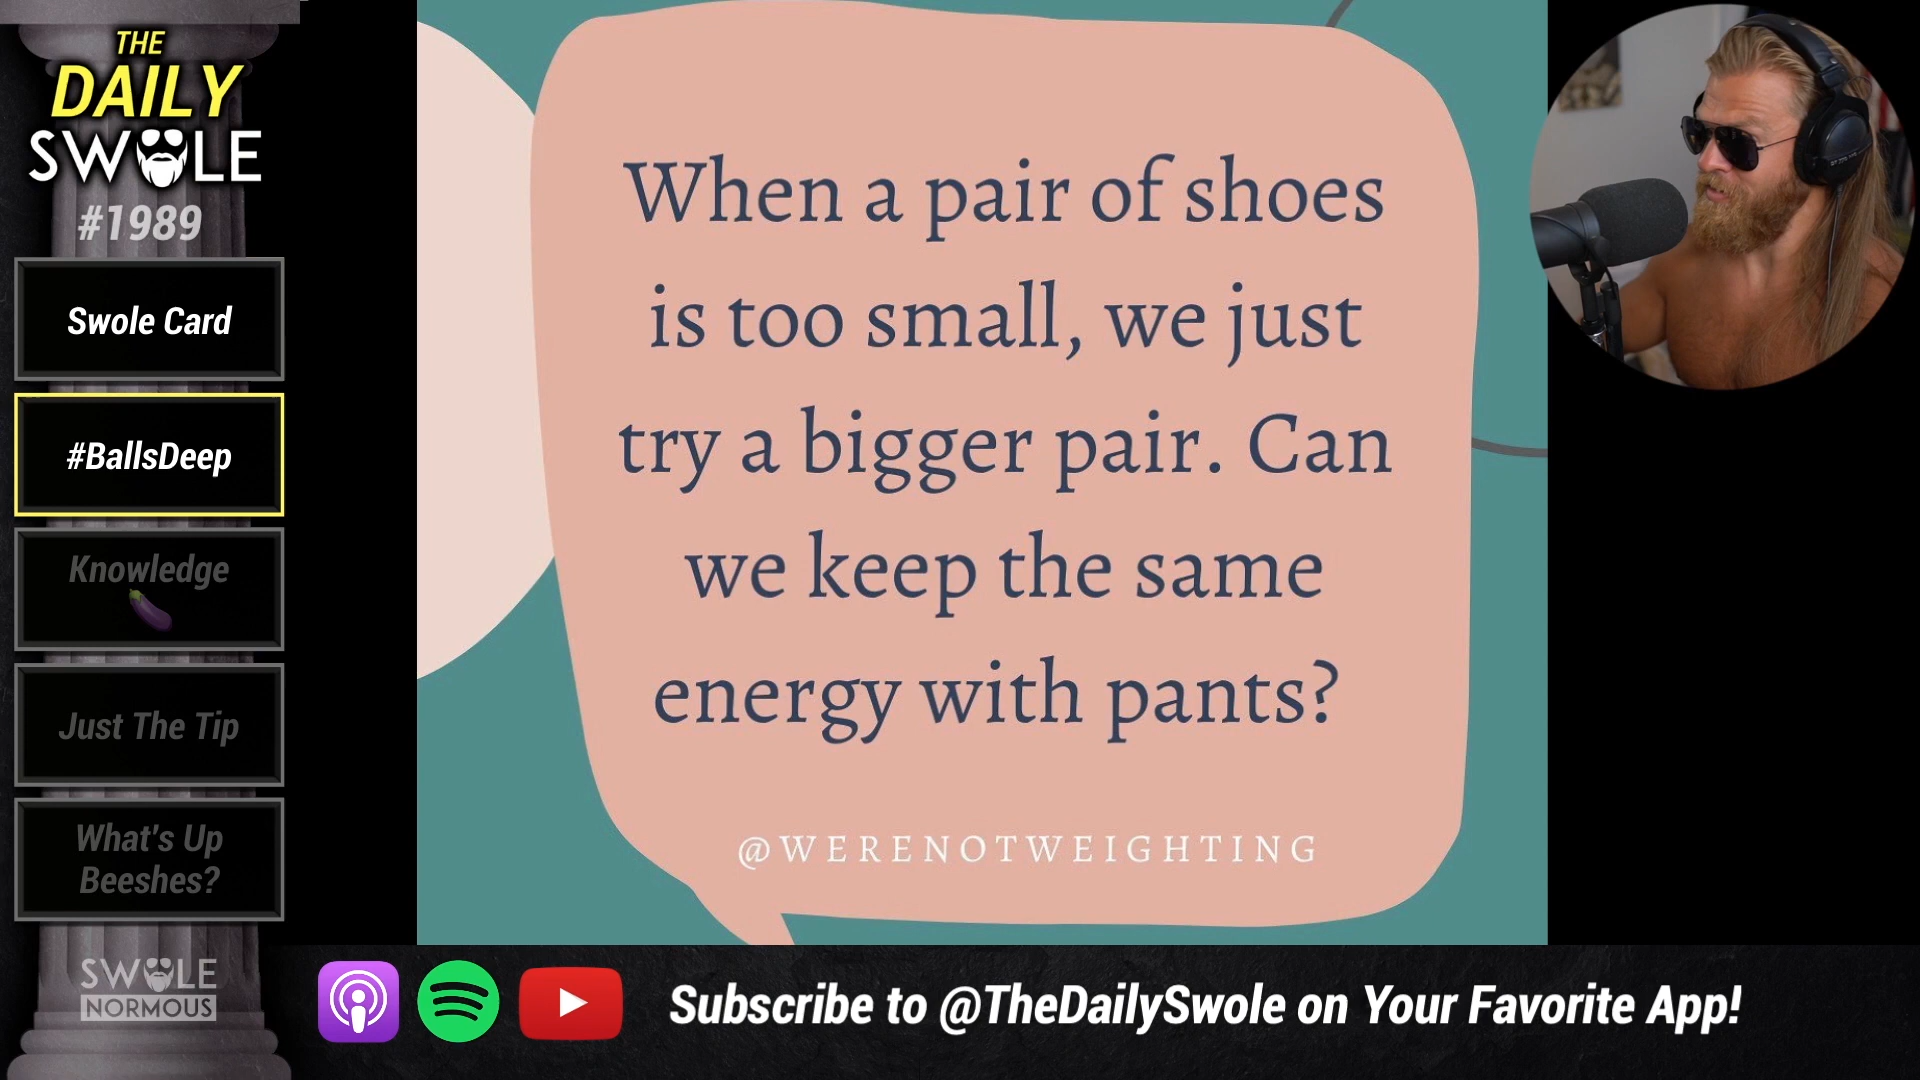 THE
DAILY
SWOLE
#1989
Swole Card
#BallsDeep
Knowledge
Just The Tip
What's Up
Beeshes?
SWOLE
NORMOUS
When a pair of shoes
is too small, we just
try a bigger pair. Can
we keep the same
energy with pants?
@WERENOTWEIGHTING
Subscribe to @TheDailySwole on Your Favorite App!